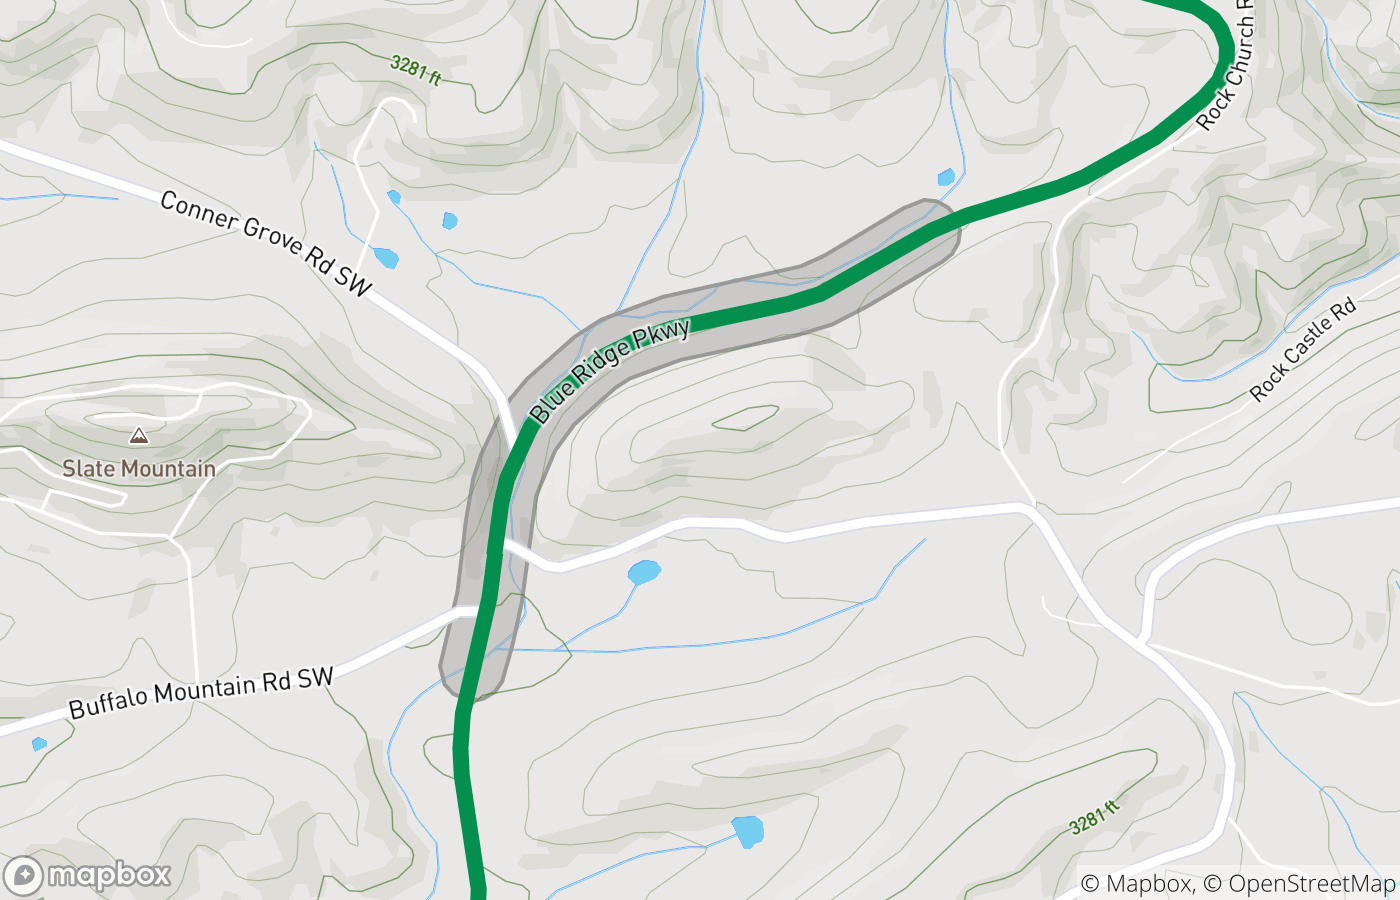 3281 ft
Rock Church R
Conner Grove Rd SW
Blue Ridge Pkwy
Rock Castle Rd
Slate Mountain
Buffalo Mountain Rd SW
3281 ft
mapbox
© Mapbox, © OpenStreetMap